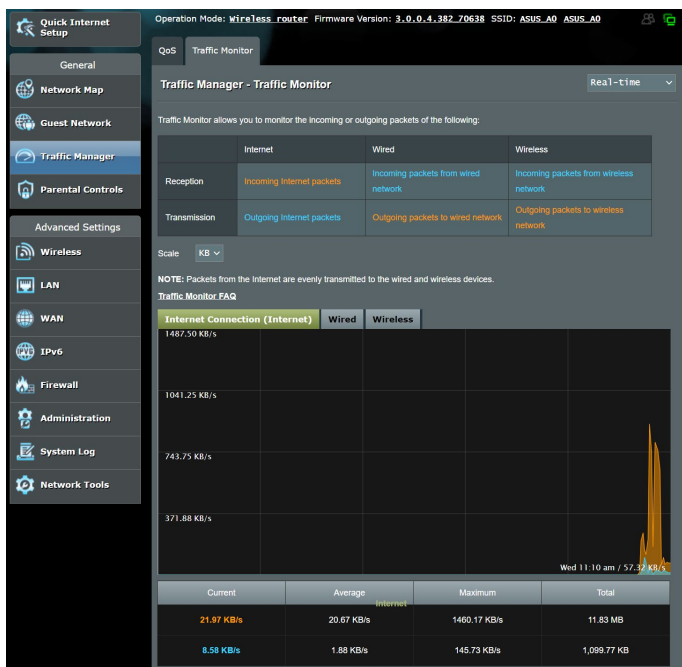 Quick Internet
Setup
General
Network Map
Guest Network
Traffic Manager
Parental Controls
Advanced Settings
Wireless
LAN
WAN
IPv6
IPv6
Firewall
Administration
System Log
Network Tools
Operation Mode: Wireless router Firmware Version: 3.0.0.4.382_70638 SSID: ASUS_A0 ASUS_A0
QoS Traffic Monitor
Traffic Manager - Traffic Monitor Real-time
Traffic Monitor allows you to monitor the incoming or outgoing packets of the following:
Internet Wired Wireless
Reception Incoming Internet packets Incoming packets from wired network Incoming packets from wireless network
Transmission Outgoing Internet packets Outgoing packets to wired network Outgoing packets to wireless network
Scale KB
NOTE: Packets from the Internet are evenly transmitted to the wired and wireless devices.
Traffic Monitor FAQ
Internet Connection (Internet) Wired Wireless
1487.50 KB/s
1041.25 KB/s
743.75 KB/s
371.88 KB/s
Wed 11:10 am / 57.32 KB/s
Current Average Maximum Total
Internet
21.97 KB/s 20.67 KB/s 1460.17 KB/s 11.83 MB
8.58 KB/s 1.88 KB/s 145.73 KB/s 1,099.77 KB